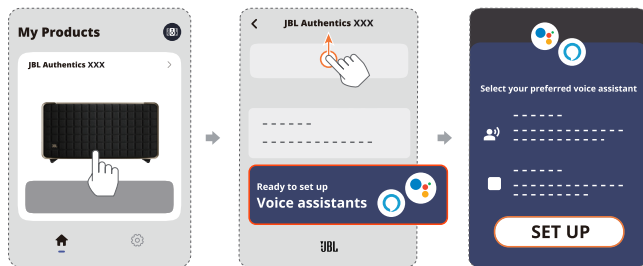 My Products
JBL Authentics XXX
JBL Authentics XXX
Ready to set up
Voice assistants
JBL
Select your preferred voice assistant
SET UP